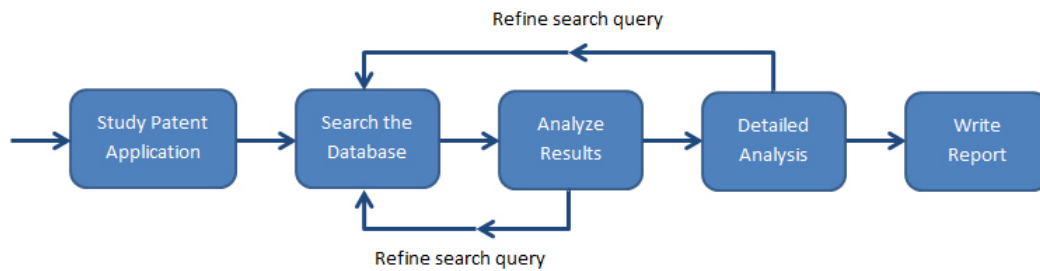 Refine search query
Study Patent
Application
Search the
Database
Analyze
Results
Detailed
Analysis
Write
Report
Refine search query